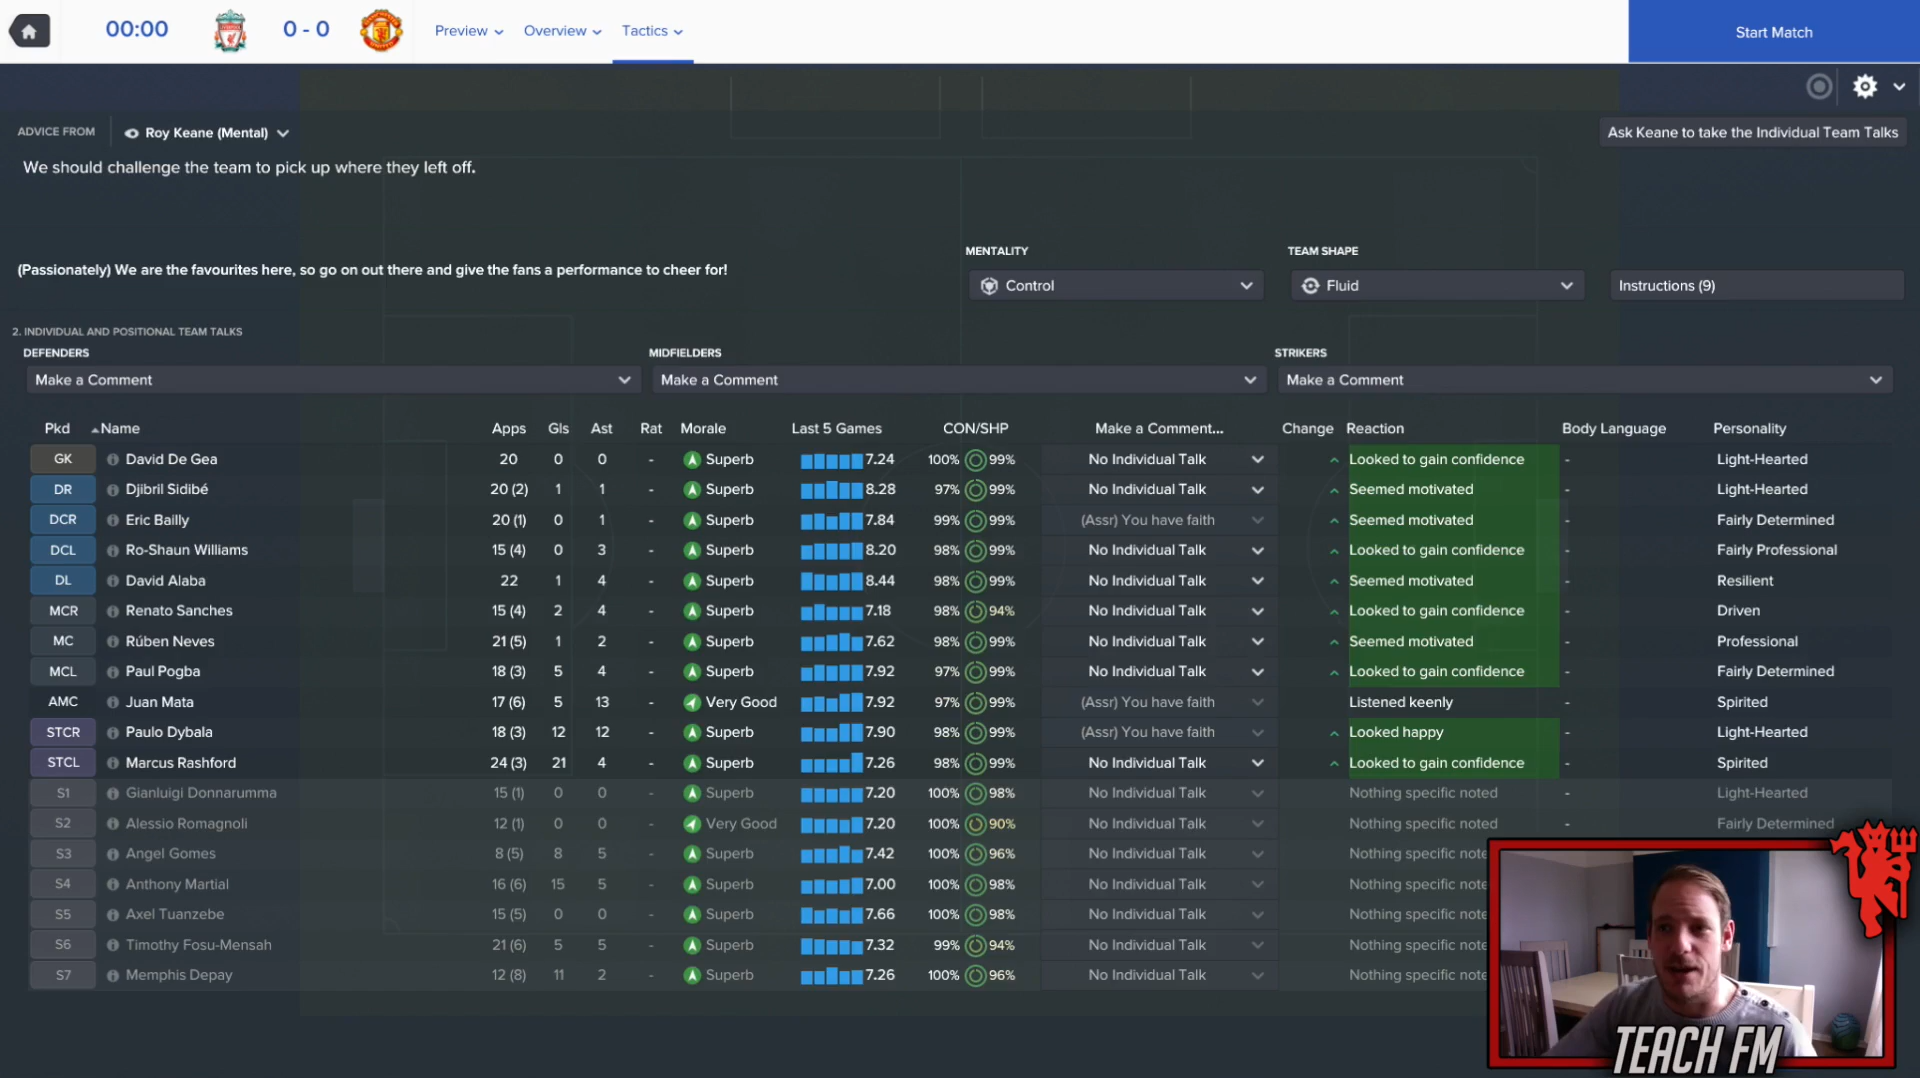 00:00 0 - 0 Preview Overview Tactics Start Match
ADVICE FROM Roy Keane (Mental) Ask Keane to take the Individual Team Talks
We should challenge the team to pick up where they left off.
MENTALITY TEAM SHAPE
(Passionately) We are the favourites here, so go on out there and give the fans a performance to cheer for! Control Fluid Instructions (9)
2. INDIVIDUAL AND POSITIONAL TEAM TALKS
DEFENDERS MIDFIELDERS STRIKERS
Make a Comment Make a Comment Make a Comment
Pkd Name Apps Gls Ast Rat Morale Last 5 Games CON/SHP Make a Comment... Change Reaction Body Language Personality
GK David De Gea 20 0 0 - Superb 7.24 100% 99% No Individual Talk Looked to gain confidence - Light-Hearted
DR Djibril Sidibé 20 (2) 1 1 - Superb 8.28 97% 99% No Individual Talk Seemed motivated - Light-Hearted
DCR Eric Bailly 20 (1) 0 1 - Superb 7.84 99% 99% (Assr) You have faith Seemed motivated - Fairly Determined
DCL Ro-Shaun Williams 15 (4) 0 3 - Superb 8.20 98% 99% No Individual Talk Looked to gain confidence - Fairly Professional
DL David Alaba 22 1 4 - Superb 8.44 98% 99% No Individual Talk Seemed motivated - Resilient
MCR Renato Sanches 15 (4) 2 4 - Superb 7.18 98% 94% No Individual Talk Looked to gain confidence - Driven
MC Rúben Neves 21 (5) 1 2 - Superb 7.62 98% 99% No Individual Talk Seemed motivated - Professional
MCL Paul Pogba 18 (3) 5 4 - Superb 7.92 97% 99% No Individual Talk Looked to gain confidence - Fairly Determined
AMC Juan Mata 17 (6) 5 13 - Very Good 7.92 97% 99% (Assr) You have faith Listened keenly - Spirited
STCR Paulo Dybala 18 (3) 12 12 - Superb 7.90 98% 99% (Assr) You have faith Looked happy - Light-Hearted
STCL Marcus Rashford 24 (3) 21 4 - Superb 7.26 98% 99% No Individual Talk Looked to gain confidence - Spirited
S1 Gianluigi Donnarumma 15 (1) 0 0 - Superb 7.20 100% 98% No Individual Talk Nothing specific noted - Light-Hearted
S2 Alessio Romagnoli 12 (1) 0 0 - Very Good 7.20 100% 90% No Individual Talk Nothing specific noted - Fairly Determined
S3 Angel Gomes 8 (5) 8 5 - Superb 7.42 100% 96% No Individual Talk Nothing specific note
S4 Anthony Martial 16 (6) 15 5 - Superb 7.00 100% 98% No Individual Talk Nothing specific note
S5 Axel Tuanzebe 15 (5) 0 0 - Superb 7.66 100% 98% No Individual Talk Nothing specific note
S6 Timothy Fosu-Mensah 21 (6) 5 5 - Superb 7.32 99% 94% No Individual Talk Nothing specific note
S7 Memphis Depay 12 (8) 11 2 - Superb 7.26 100% 96% No Individual Talk Nothing specific note
TEACH FM